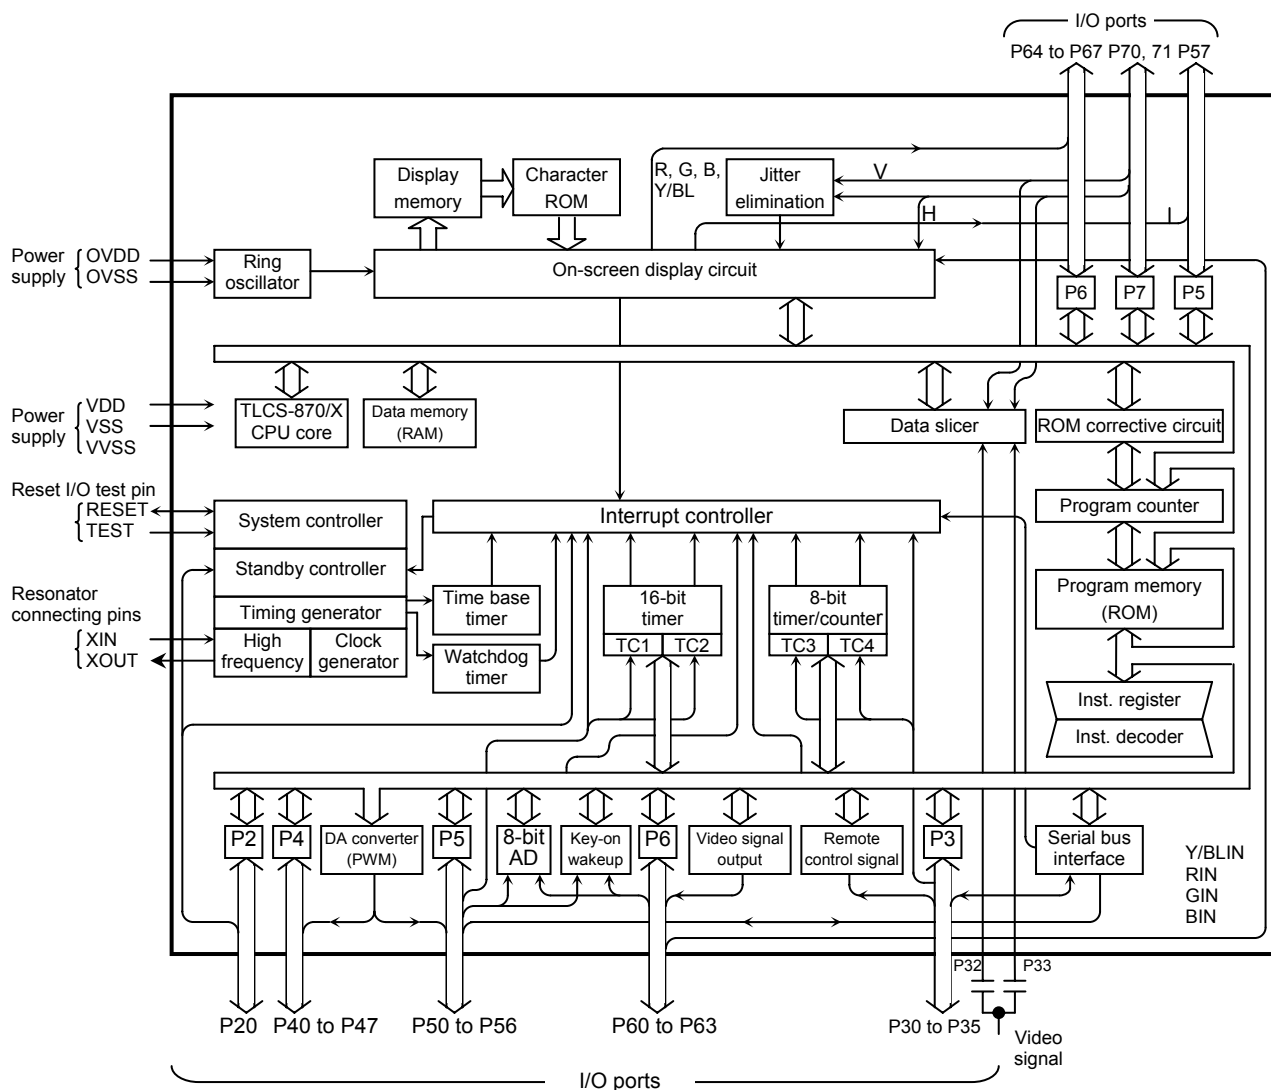 I/O ports
P64 to P67 P70, 71 P57
R, G, B,
Y/BL
Display
memory
Character
ROM
Jitter
elimination
V
H
I
Power
supply
OVDD
OVSS
Ring
oscillator
On-screen display circuit
P6
P7
P5
Power
supply
VDD
VSS
VVSS
TLCS-870/X
CPU core
Data memory
(RAM)
Data slicer
ROM corrective circuit
Reset I/O test pin
RESET
TEST
System controller
Interrupt controller
Program counter
Standby controller
Resonator
connecting pins
XIN
XOUT
Timing generator
High
frequency
Clock
generator
Time base
timer
Watchdog
timer
16-bit
timer
TC1
TC2
8-bit
timer/counter
TC3
TC4
Program memory
(ROM)
Inst. register
Inst. decoder
P2
P4
DA converter
(PWM)
P5
8-bit
AD
Key-on
wakeup
P6
Video signal
output
Remote
control signal
P3
Serial bus
interface
Y/BLIN
RIN
GIN
BIN
P32
P33
P20
P40 to P47
P50 to P56
P60 to P63
P30 to P35
Video
signal
I/O ports